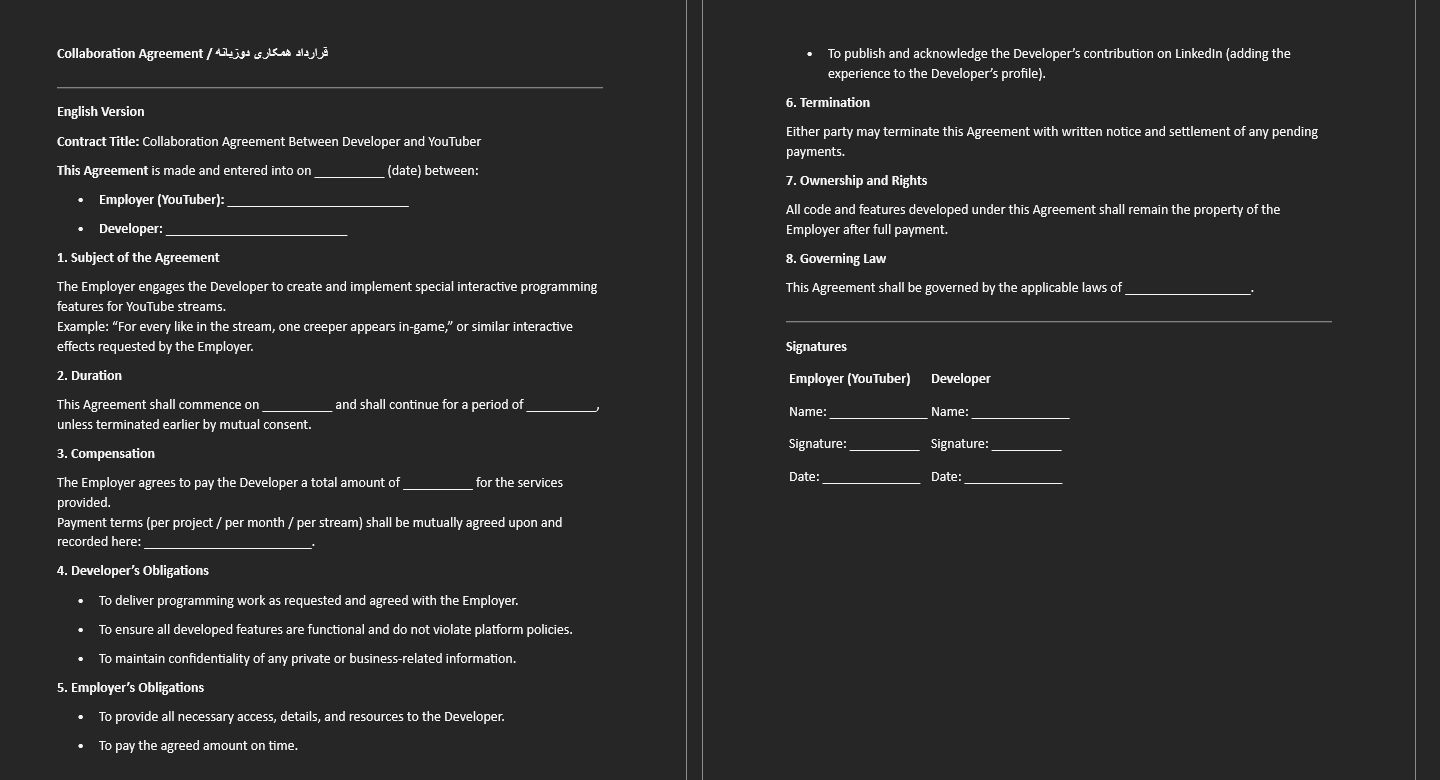 Collaboration Agreement / قرارداد همکاری دوزبانه
English Version
Contract Title: Collaboration Agreement Between Developer and YouTuber
This Agreement is made and entered into on __________ (date) between:
• Employer (YouTuber): __________________________
• Developer: __________________________
1. Subject of the Agreement
The Employer engages the Developer to create and implement special interactive programming
features for YouTube streams.
Example: “For every like in the stream, one creeper appears in-game,” or similar interactive
effects requested by the Employer.
2. Duration
This Agreement shall commence on __________ and shall continue for a period of __________,
unless terminated earlier by mutual consent.
3. Compensation
The Employer agrees to pay the Developer a total amount of __________ for the services
provided.
Payment terms (per project / per month / per stream) shall be mutually agreed upon and
recorded here: ________________________.
4. Developer’s Obligations
• To deliver programming work as requested and agreed with the Employer.
• To ensure all developed features are functional and do not violate platform policies.
• To maintain confidentiality of any private or business-related information.
5. Employer’s Obligations
• To provide all necessary access, details, and resources to the Developer.
• To pay the agreed amount on time.
• To publish and acknowledge the Developer’s contribution on LinkedIn (adding the
experience to the Developer’s profile).
6. Termination
Either party may terminate this Agreement with written notice and settlement of any pending
payments.
7. Ownership and Rights
All code and features developed under this Agreement shall remain the property of the
Employer after full payment.
8. Governing Law
This Agreement shall be governed by the applicable laws of __________________.
Signatures
Employer (YouTuber) Developer
Name: ______________ Name: ______________
Signature: __________ Signature: __________
Date: ______________ Date: ______________